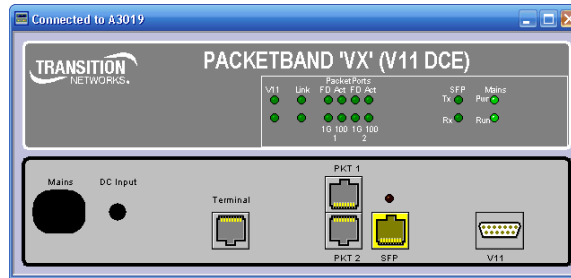 Connected to A3019
TRANSITION
NETWORKS.
PACKETBAND 'VX' (V11 DCE)
Packet Ports
V11 Link FD Act FD Act
SFP Mains
Tx Pwr
Rx Run
1G 100 1G 100
1 2
Mains
DC Input
Terminal
PKT 1
PKT 2
SFP
V11